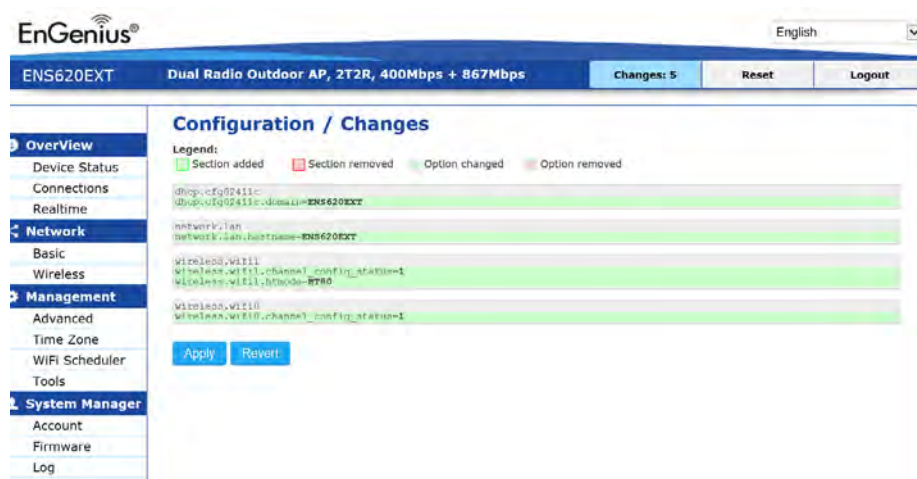 EnGenius®
English
ENS620EXT
Dual Radio Outdoor AP, 2T2R, 400Mbps + 867Mbps
Changes: 5
Reset
Logout
Configuration / Changes
Legend:
Section added Section removed Option changed Option removed
dhcp.cfg02411c
dhcp.cfg02411c.domain=ENS620EXT
network.lan
network.lan.hostname=ENS620EXT
wireless.wifi1
wireless.wifi1.channel_config_status=1
wireless.wifi1.htmode=HT80
wireless.wifi0
wireless.wifi0.channel_config_status=1
Apply Revert
OverView
Device Status
Connections
Realtime
Network
Basic
Wireless
Management
Advanced
Time Zone
WiFi Scheduler
Tools
System Manager
Account
Firmware
Log